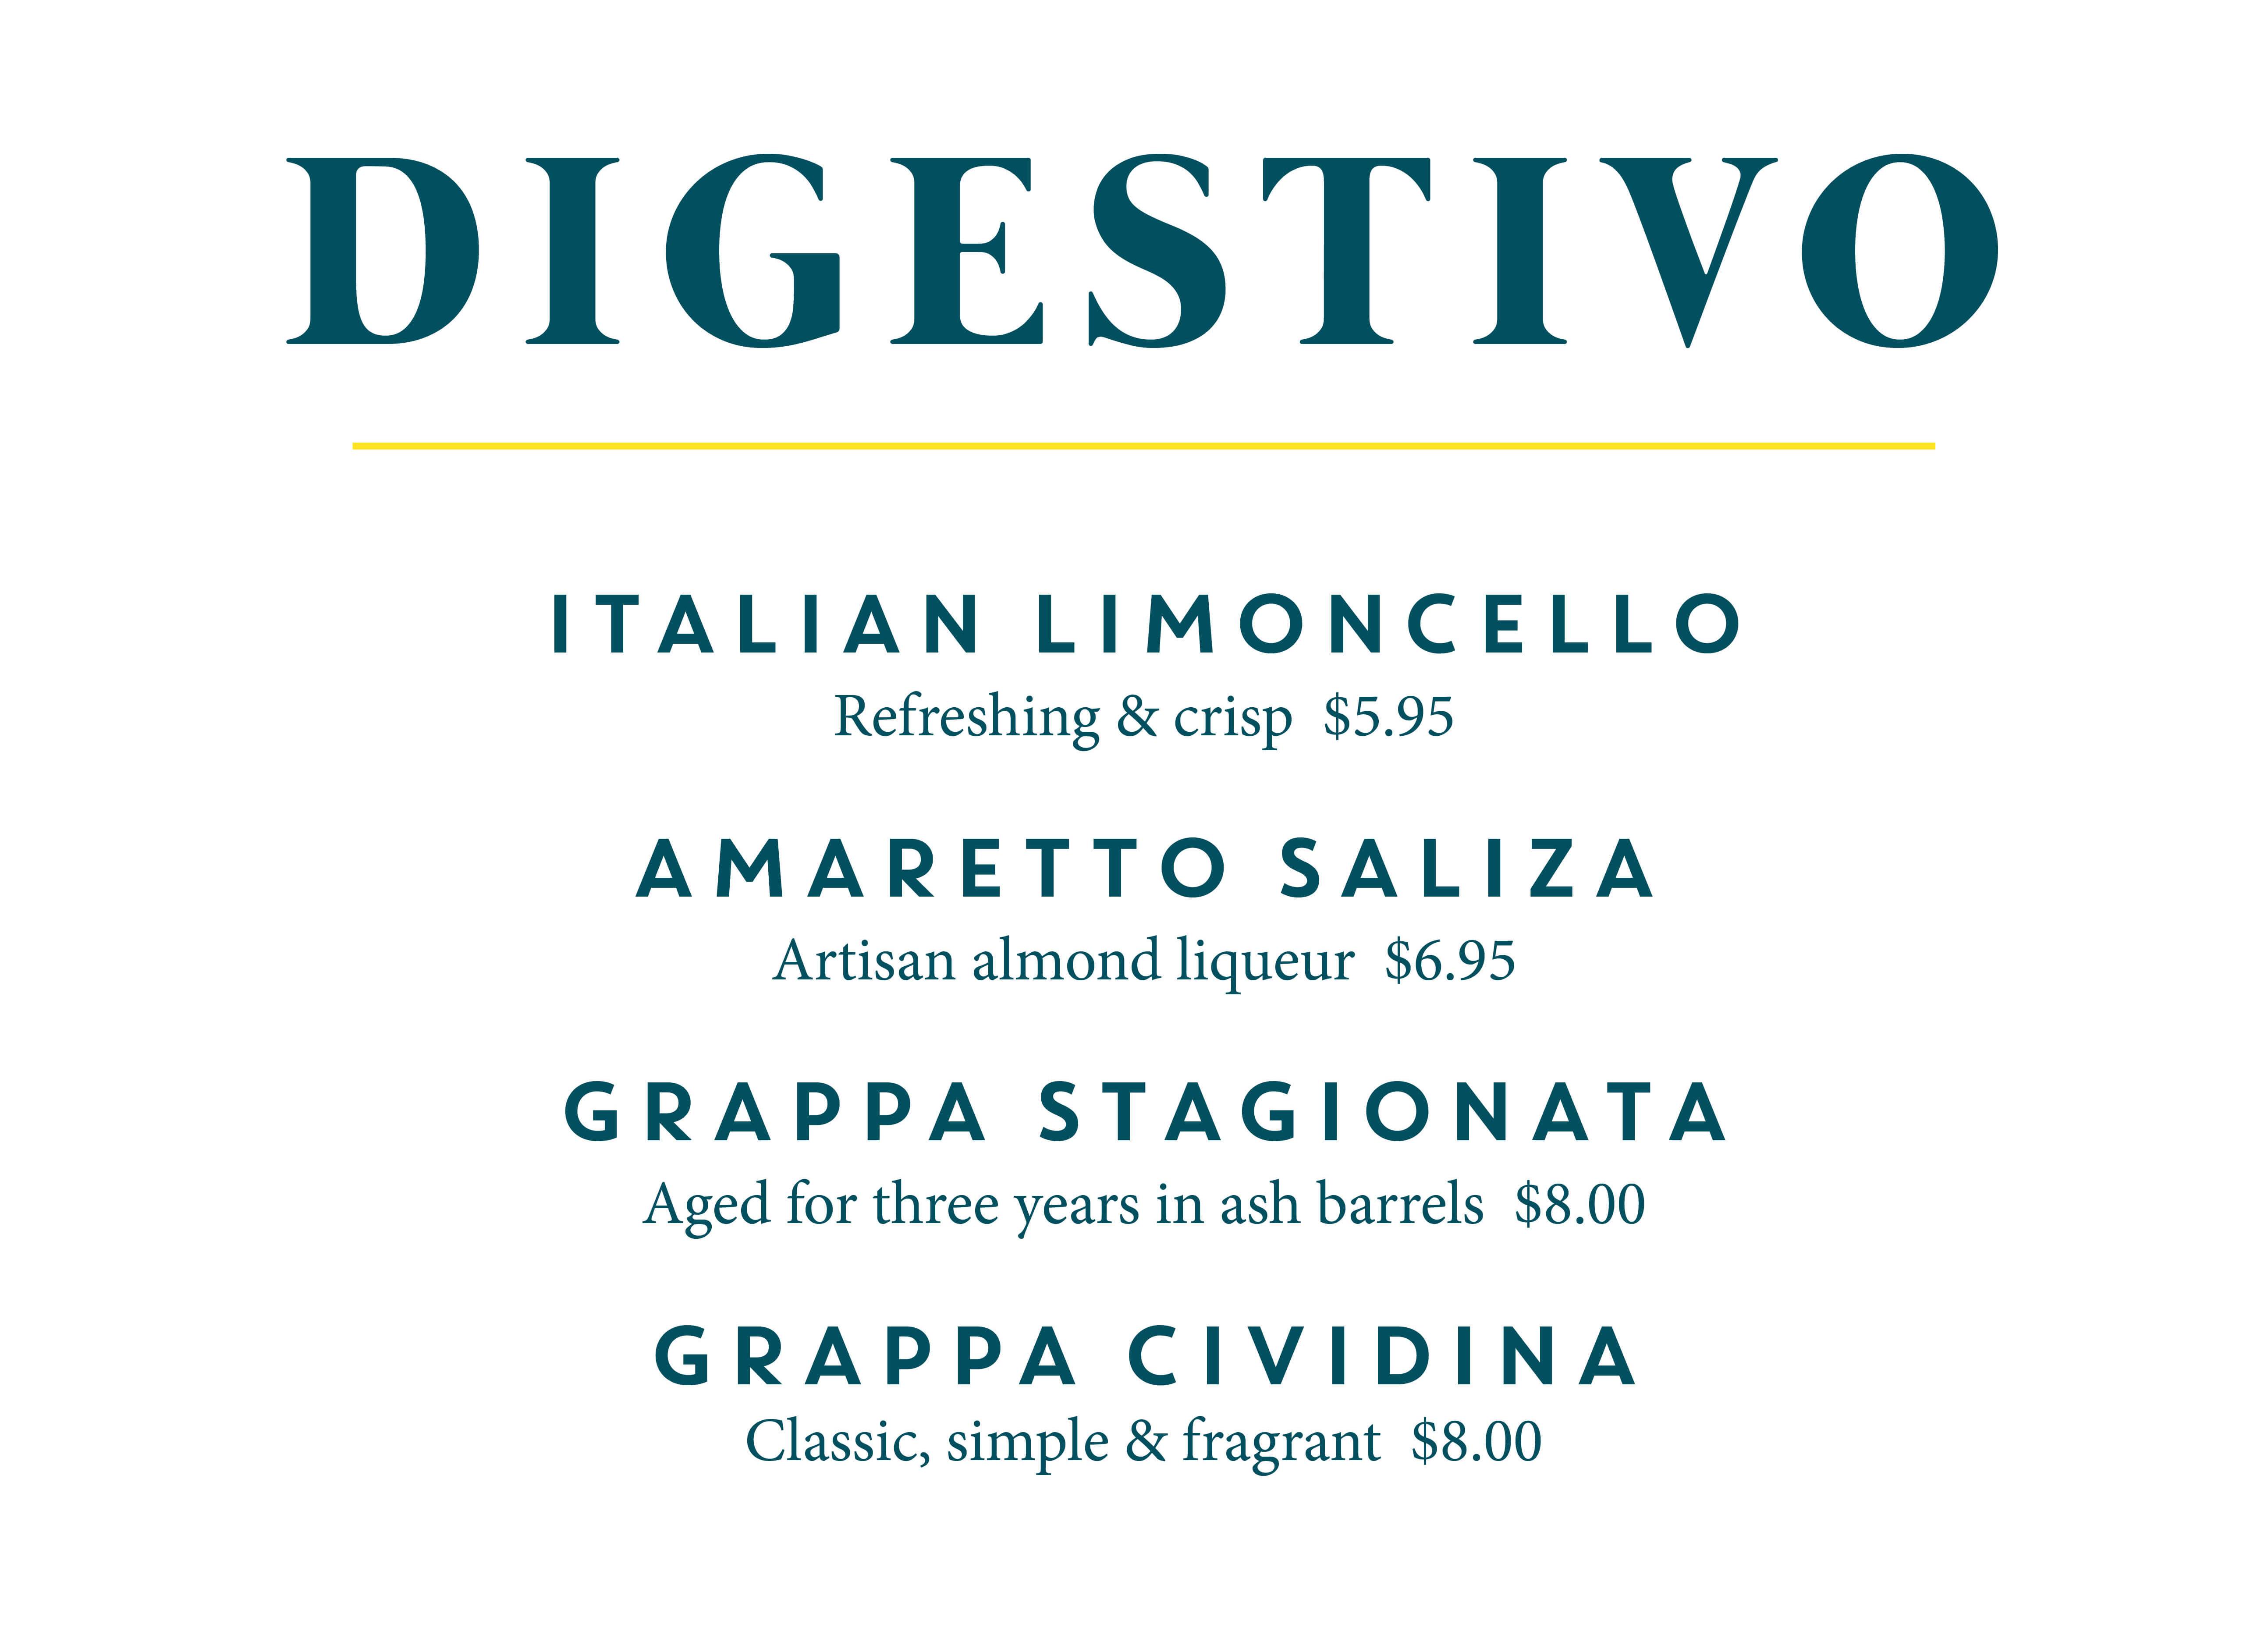 DIGESTIVO
ITALIAN LIMONCELLO
Refreshing & crisp $5.95
AMARETTO SALIZA
Artisan almond liqueur $6.95
GRAPPA STAGIONATA
Aged for three years in ash barrels $8.00
GRAPPA CIVIDINA
Classic, simple & fragrant $8.00